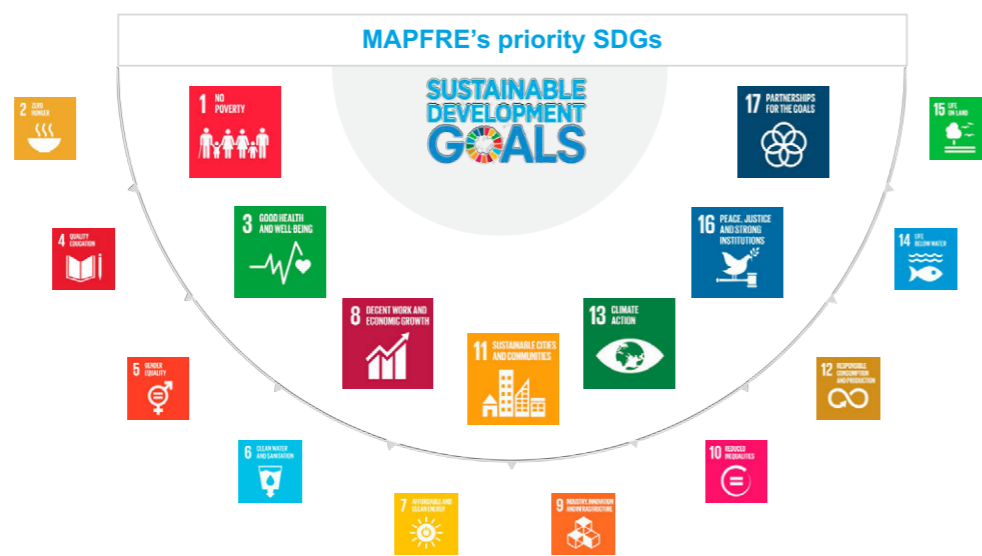 MAPFRE's priority SDGs
SUSTAINABLE
DEVELOPMENT
GOALS
1 NO
POVERTY
17 PARTNERSHIPS
FOR THE GOALS
2 ZERO
HUNGER
15 LIFE
ON LAND
3 GOOD HEALTH
AND WELL-BEING
16 PEACE, JUSTICE
AND STRONG
INSTITUTIONS
4 QUALITY
EDUCATION
14 LIFE
BELOW WATER
8 DECENT WORK AND
ECONOMIC GROWTH
13 CLIMATE
ACTION
11 SUSTAINABLE CITIES
AND COMMUNITIES
5 GENDER
EQUALITY
12 RESPONSIBLE
CONSUMPTION
AND PRODUCTION
6 CLEAN WATER
AND SANITATION
10 REDUCED
INEQUALITIES
7 AFFORDABLE AND
CLEAN ENERGY
9 INDUSTRY, INNOVATION
AND INFRASTRUCTURE